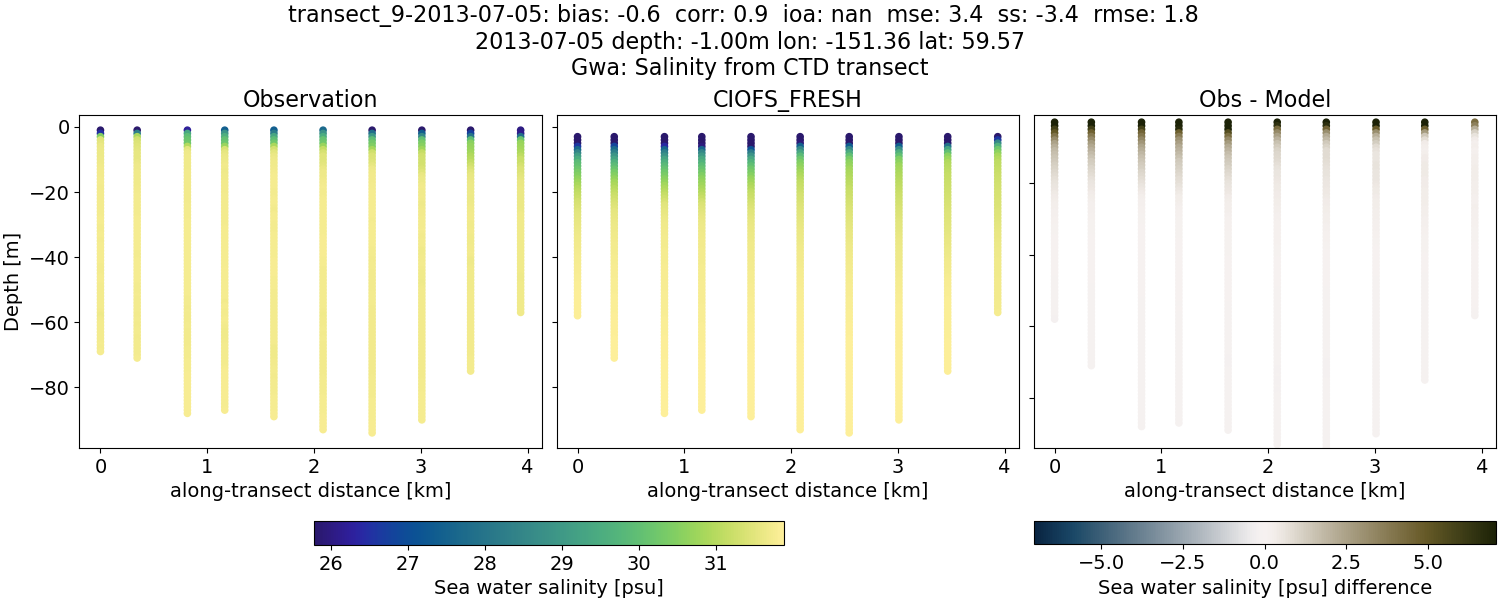 transect_9-2013-07-05: bias: -0.6  corr: 0.9  ioa: nan  mse: 3.4  ss: -3.4  rmse: 1.8
2013-07-05 depth: -1.00m lon: -151.36 lat: 59.57
Gwa: Salinity from CTD transect
Observation
CIOFS_FRESH
Obs - Model
Depth [m]
0
−20
−40
−60
−80
0 1 2 3 4
0 1 2 3 4
0 1 2 3 4
along-transect distance [km]
along-transect distance [km]
along-transect distance [km]
26 27 28 29 30 31
Sea water salinity [psu]
−5.0 −2.5 0.0 2.5 5.0
Sea water salinity [psu] difference